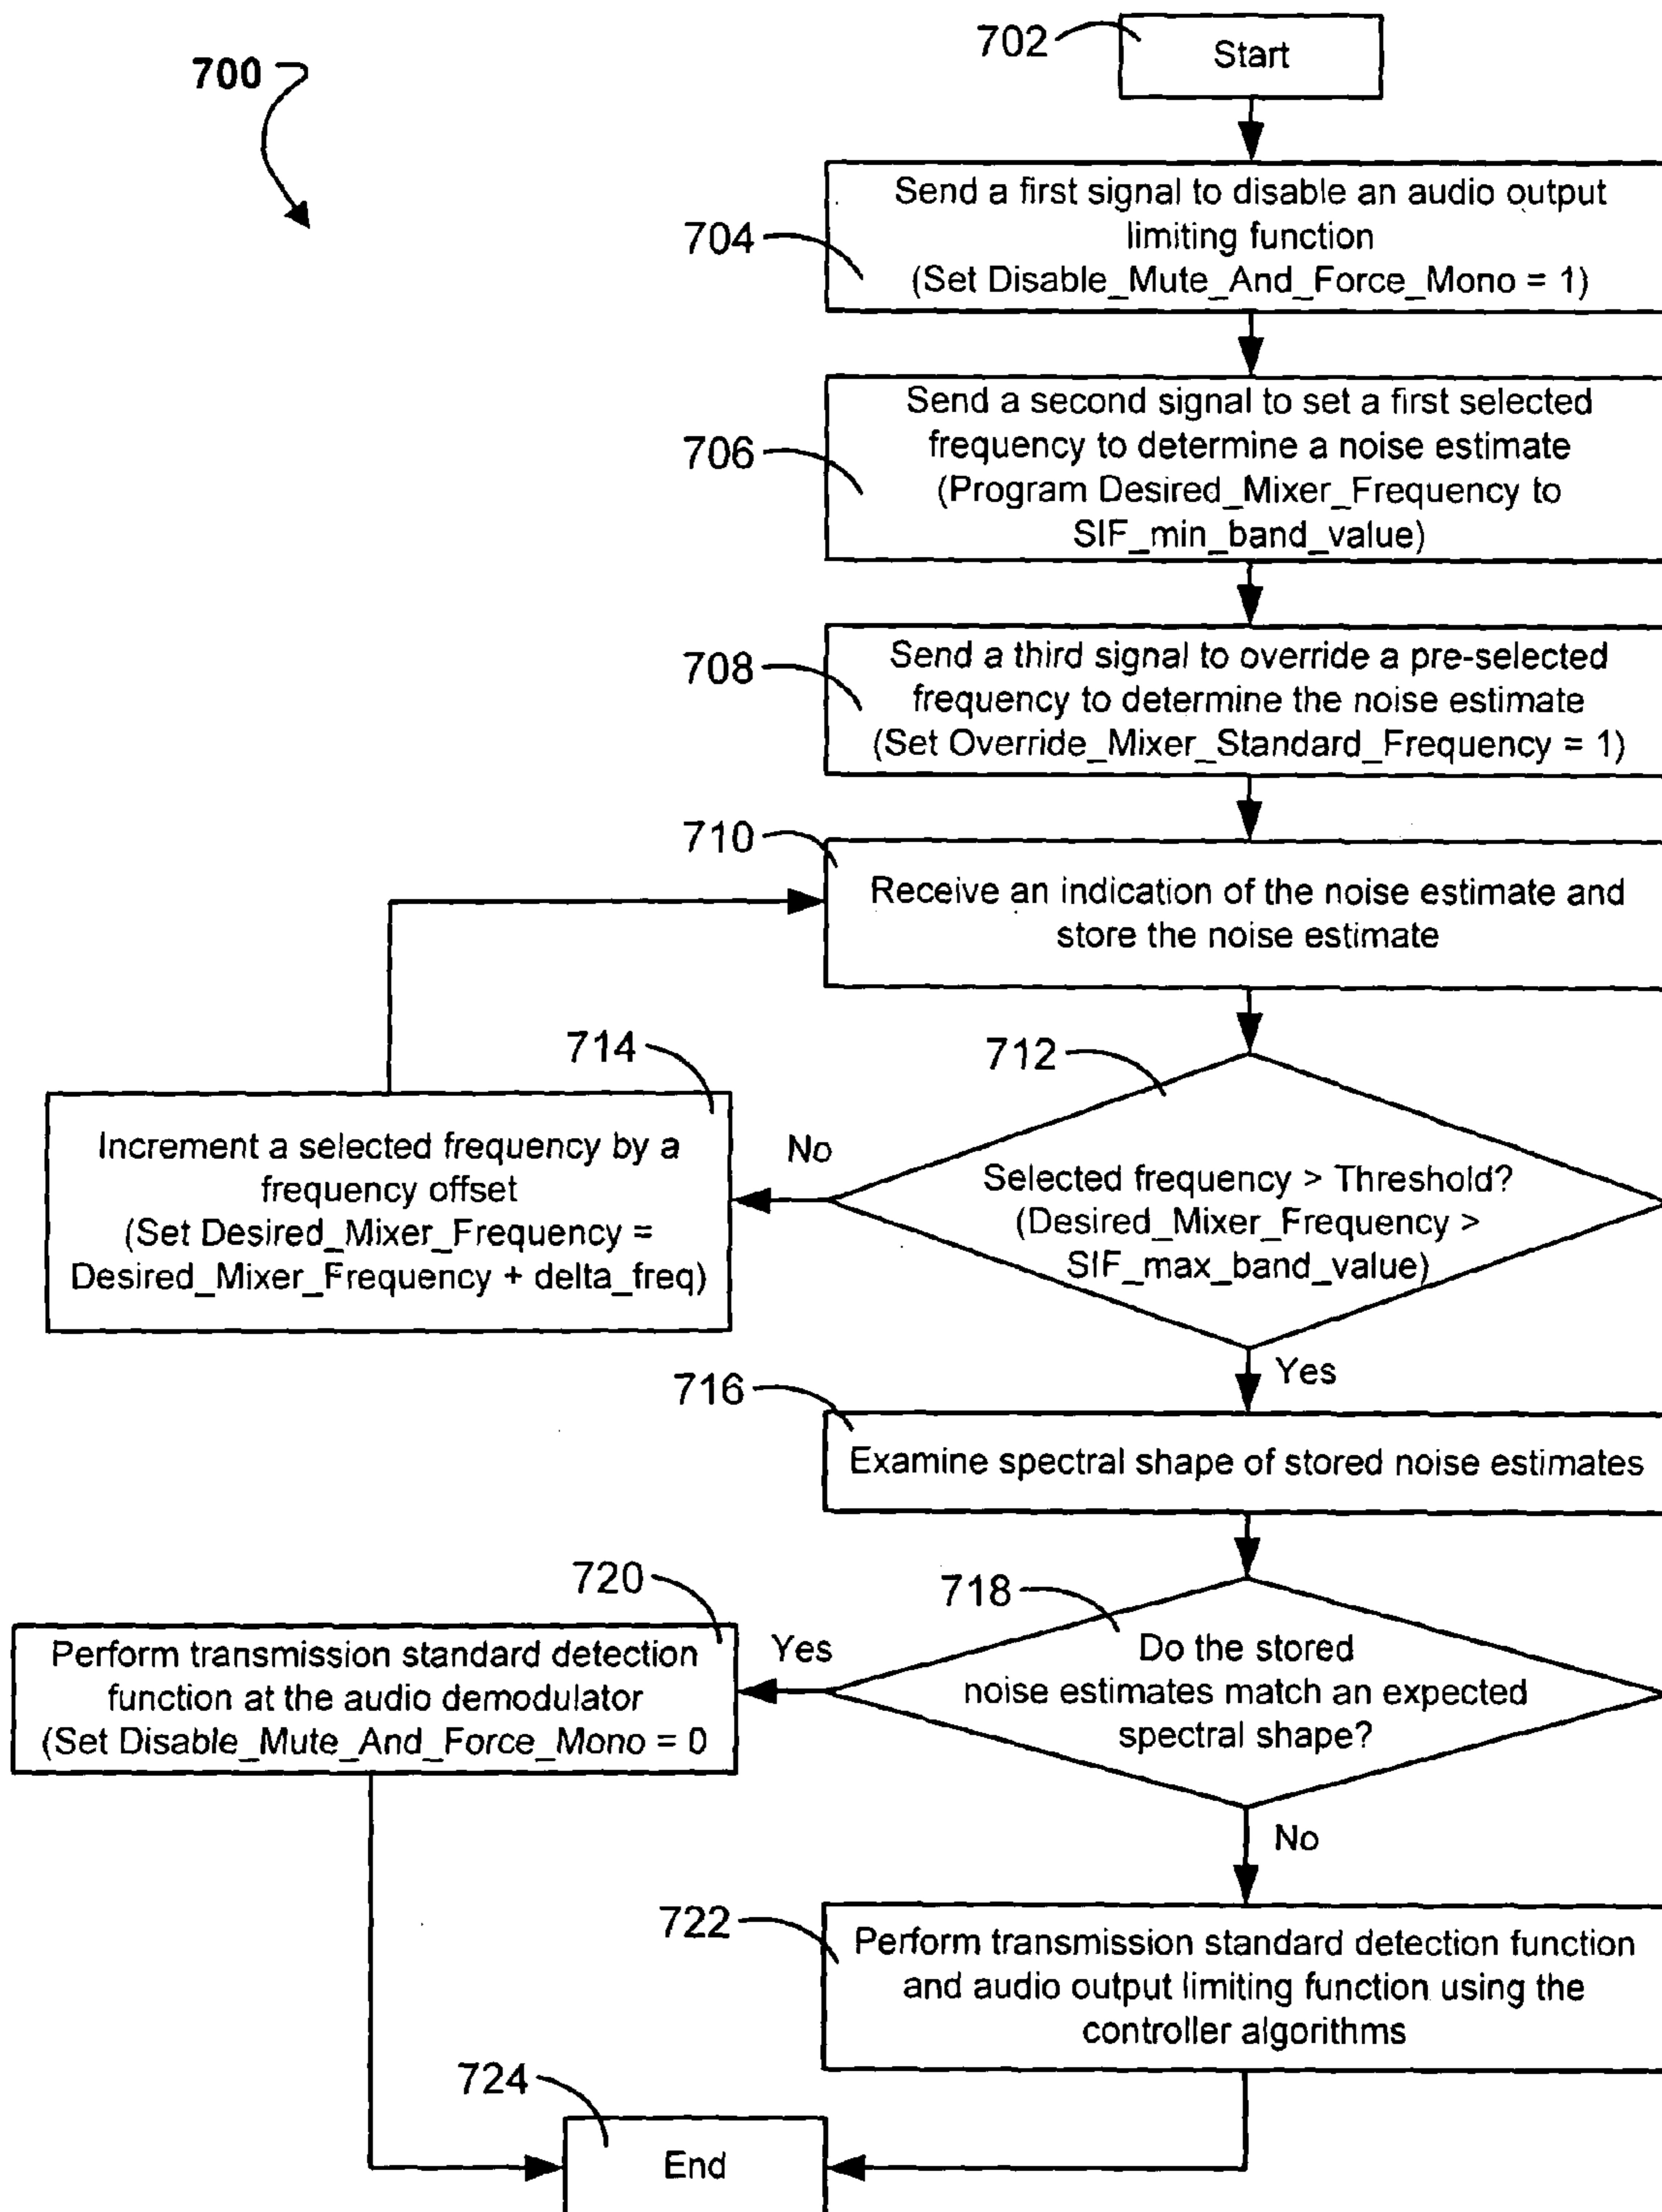 700
702
Start
704
Send a first signal to disable an audio output
limiting function
(Set Disable_Mute_And_Force_Mono = 1)
706
Send a second signal to set a first selected
frequency to determine a noise estimate
(Program Desired_Mixer_Frequency to
SIF_min_band_value)
708
Send a third signal to override a pre-selected
frequency to determine the noise estimate
(Set Override_Mixer_Standard_Frequency = 1)
710
Receive an indication of the noise estimate and
store the noise estimate
712
Selected frequency > Threshold?
(Desired_Mixer_Frequency >
SIF_max_band_value)
No
714
Increment a selected frequency by a
frequency offset
(Set Desired_Mixer_Frequency =
Desired_Mixer_Frequency + delta_freq)
Yes
716
Examine spectral shape of stored noise estimates
718
Do the stored
noise estimates match an expected
spectral shape?
Yes
720
Perform transmission standard detection
function at the audio demodulator
(Set Disable_Mute_And_Force_Mono = 0
No
722
Perform transmission standard detection function
and audio output limiting function using the
controller algorithms
724
End